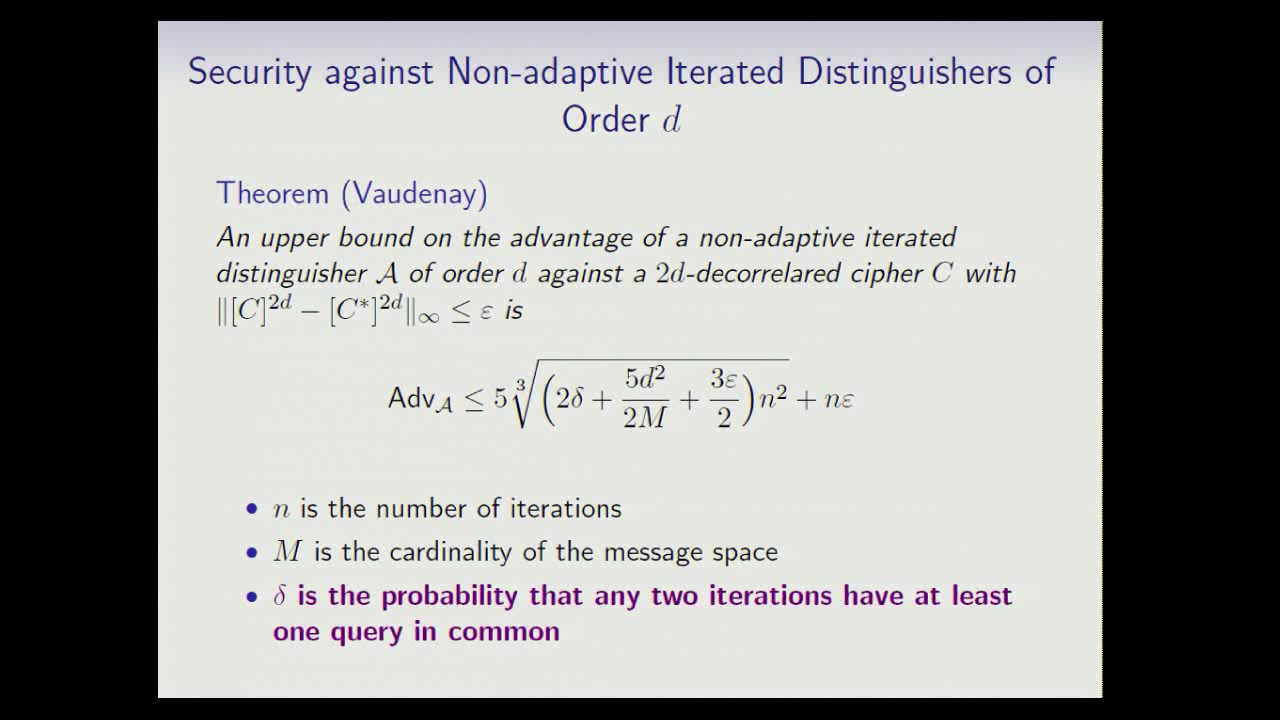 Security against Non-adaptive Iterated Distinguishers of
Order d
Theorem (Vaudenay)
An upper bound on the advantage of a non-adaptive iterated
distinguisher 𝒜 of order d against a 2d-decorrelared cipher C with
‖[C]^{2d} − [C*]^{2d}‖_∞ ≤ ε is
Adv_𝒜 ≤ 5 ∛((2δ + 5d²/2M + 3ε/2) n²) + nε
• n is the number of iterations
• M is the cardinality of the message space
• δ is the probability that any two iterations have at least
one query in common